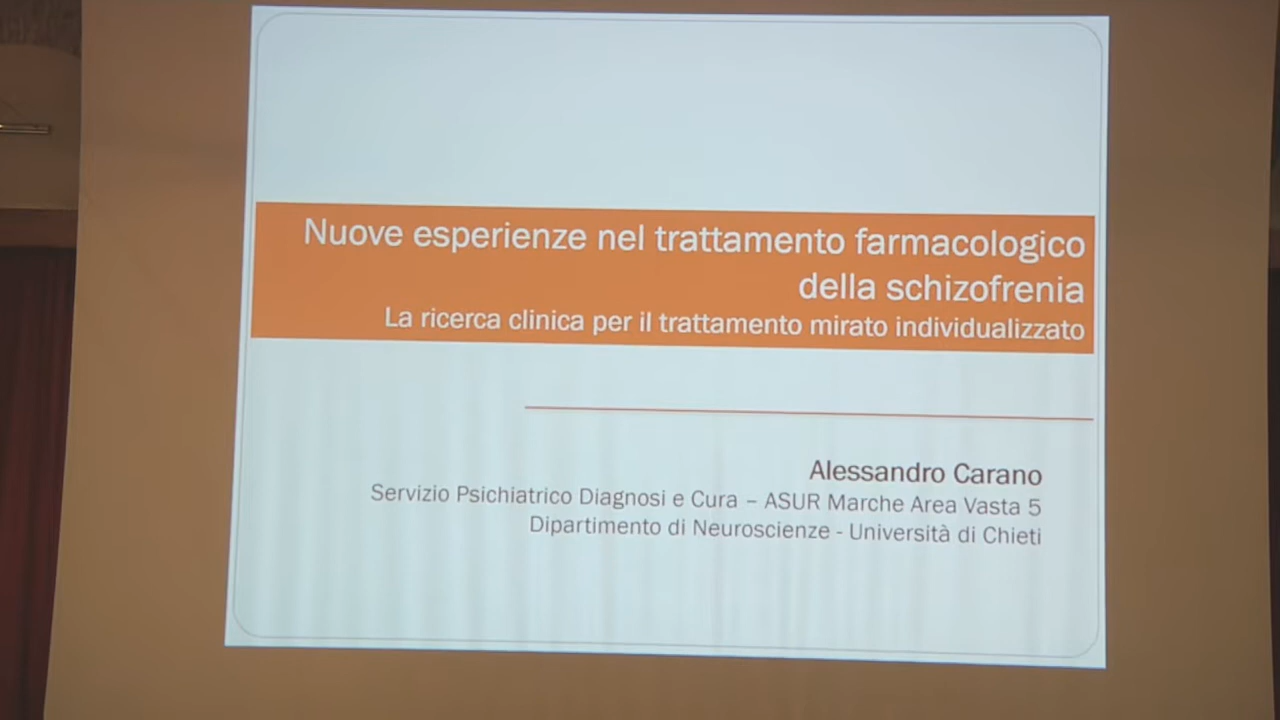 Nuove esperienze nel trattamento farmacologico
della schizofrenia
La ricerca clinica per il trattamento mirato individualizzato
Alessandro Carano
Servizio Psichiatrico Diagnosi e Cura – ASUR Marche Area Vasta 5
Dipartimento di Neuroscienze - Università di Chieti